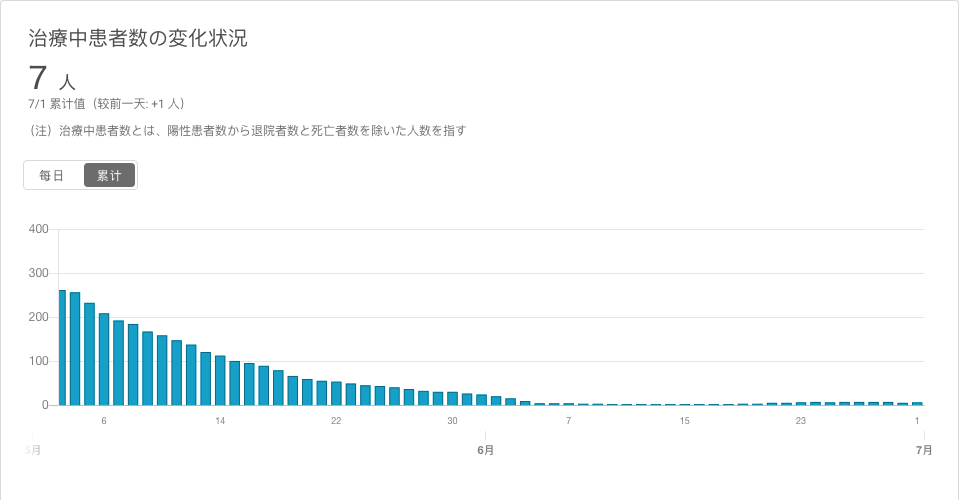 治療中患者数の変化状況
7 人
7/1 累计值（较前一天: +1 人）
（注）治療中患者数とは、陽性患者数から退院者数と死亡者数を除いた人数を指す
每日 累计
400
300
200
100
0
6 14 22 30 7 15 23 1
5月 6月 7月